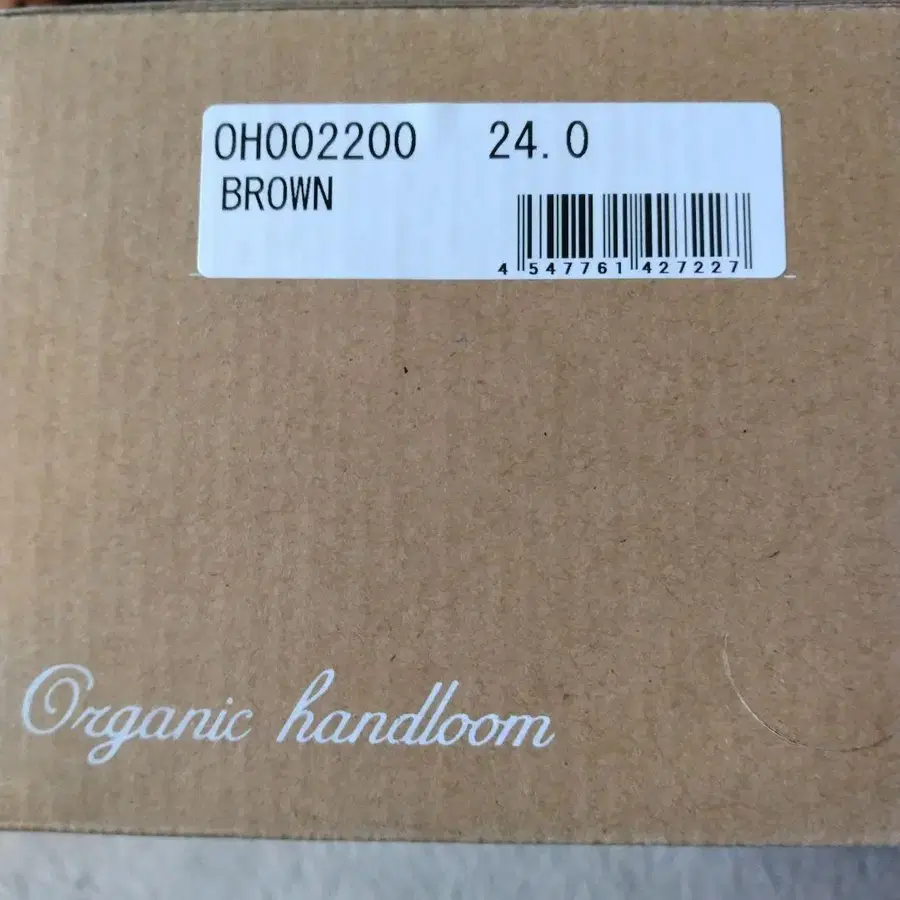 OH002200 24.0
BROWN
4 547761 427227
Organic handloom